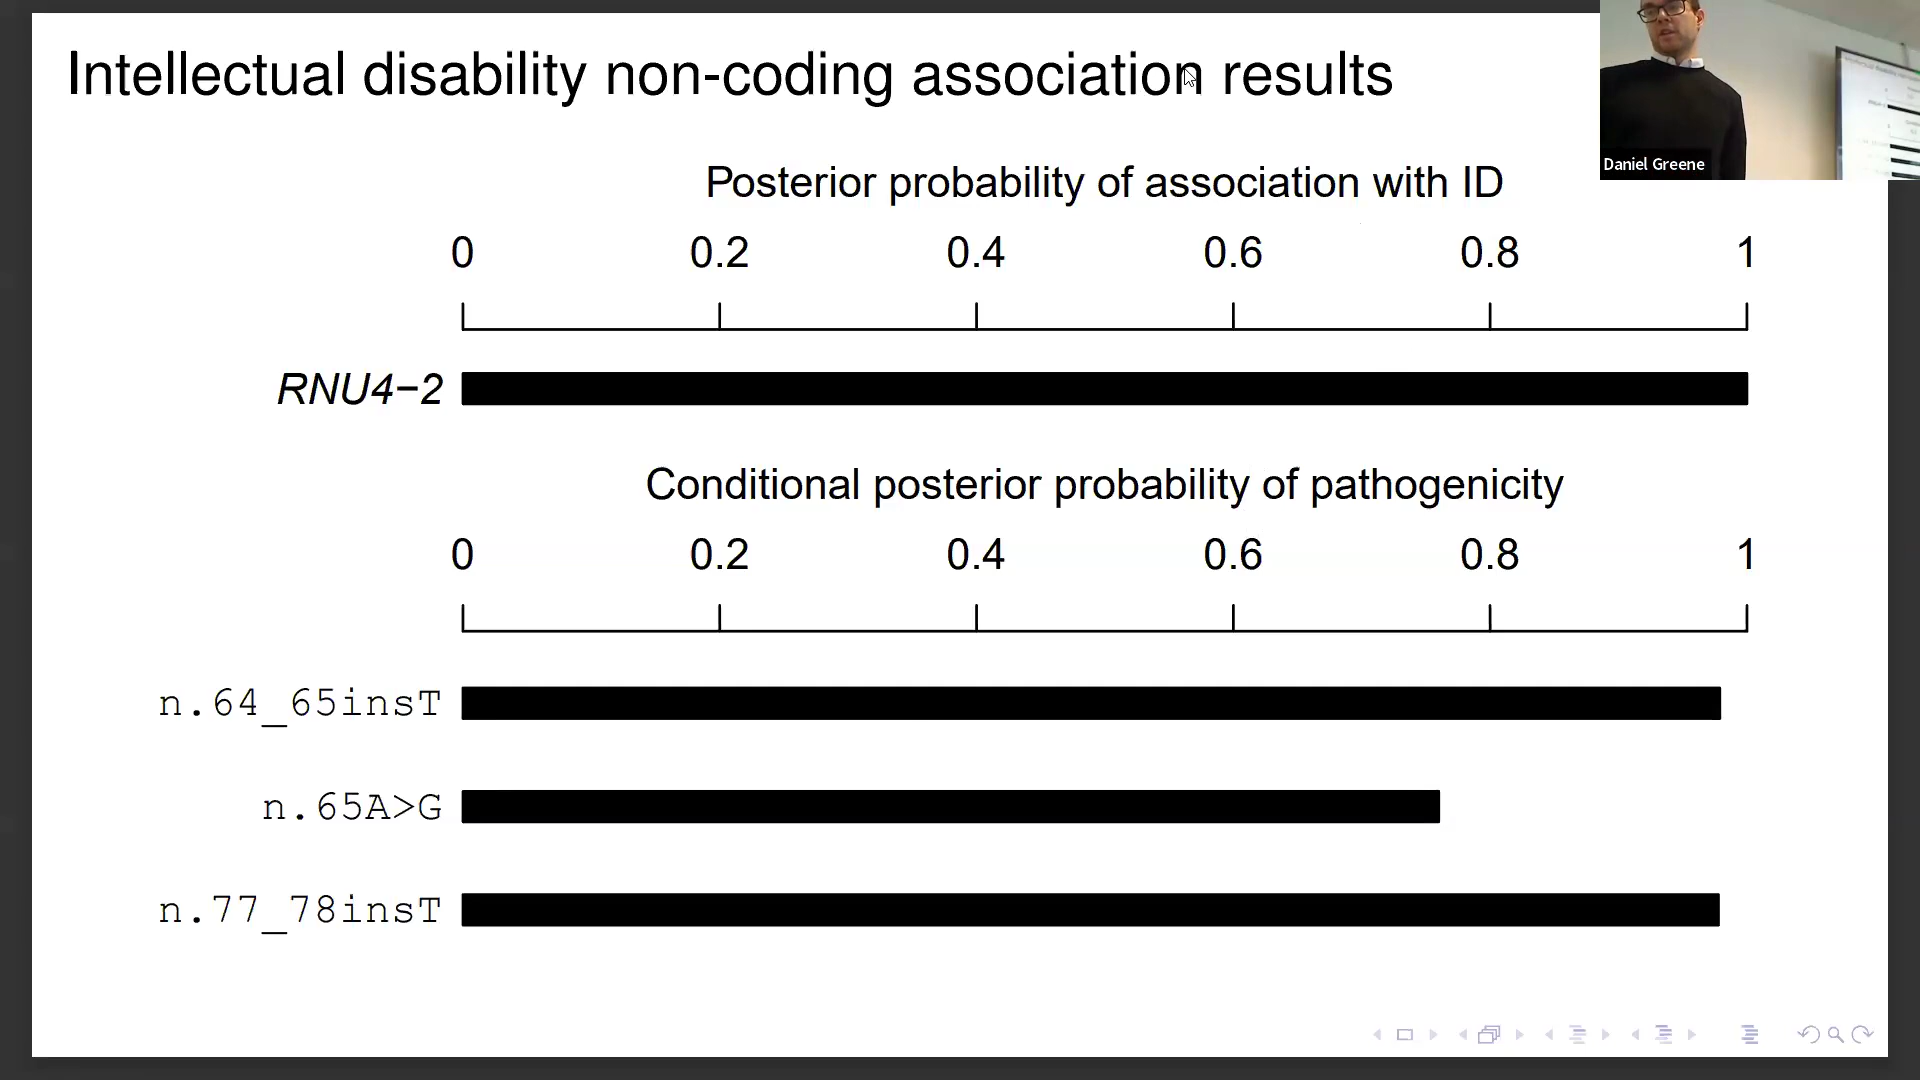 Intellectual disability non-coding association results
Daniel Greene
Posterior probability of association with ID
0 0.2 0.4 0.6 0.8 1
RNU4−2
Conditional posterior probability of pathogenicity
0 0.2 0.4 0.6 0.8 1
n.64_65insT
n.65A>G
n.77_78insT